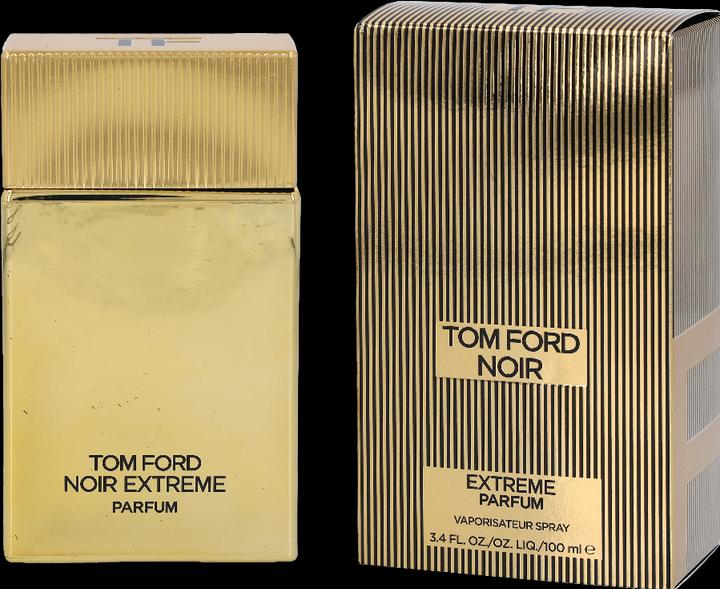 TOM FORD
NOIR EXTREME
PARFUM
TOM FORD
NOIR
EXTREME
PARFUM
VAPORISATEUR SPRAY
3.4 FL. OZ./OZ. LIQ./100 ml ℮